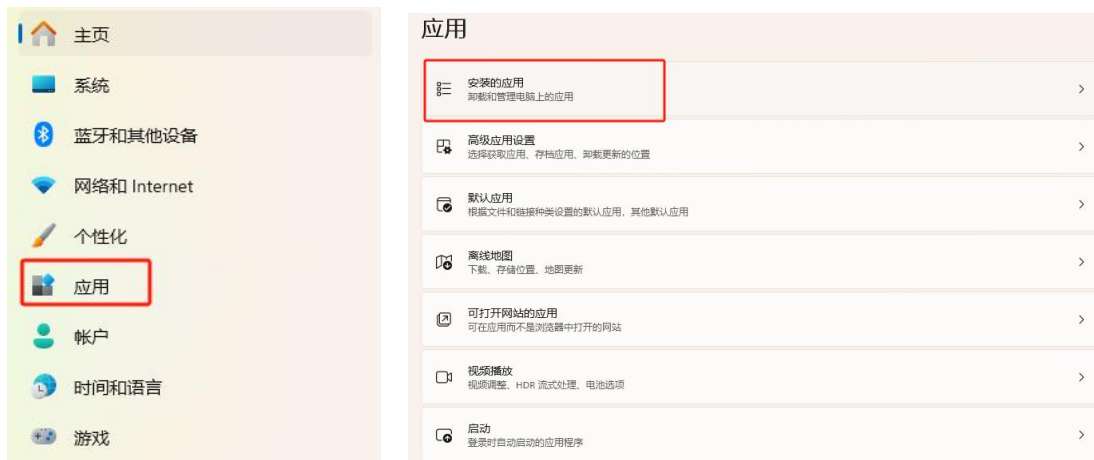 主页
系统
蓝牙和其他设备
网络和 Internet
个性化
应用
帐户
时间和语言
游戏
应用
安装的应用
卸载和管理电脑上的应用
高级应用设置
选择获取应用、存档应用、卸载更新的位置
默认应用
根据文件和链接种类设置的默认应用，其他默认应用
离线地图
下载、存储位置、地图更新
可打开网站的应用
可在应用而不是浏览器中打开的网站
视频播放
视频调整、HDR 流式处理、电池选项
启动
登录时自动启动的应用程序